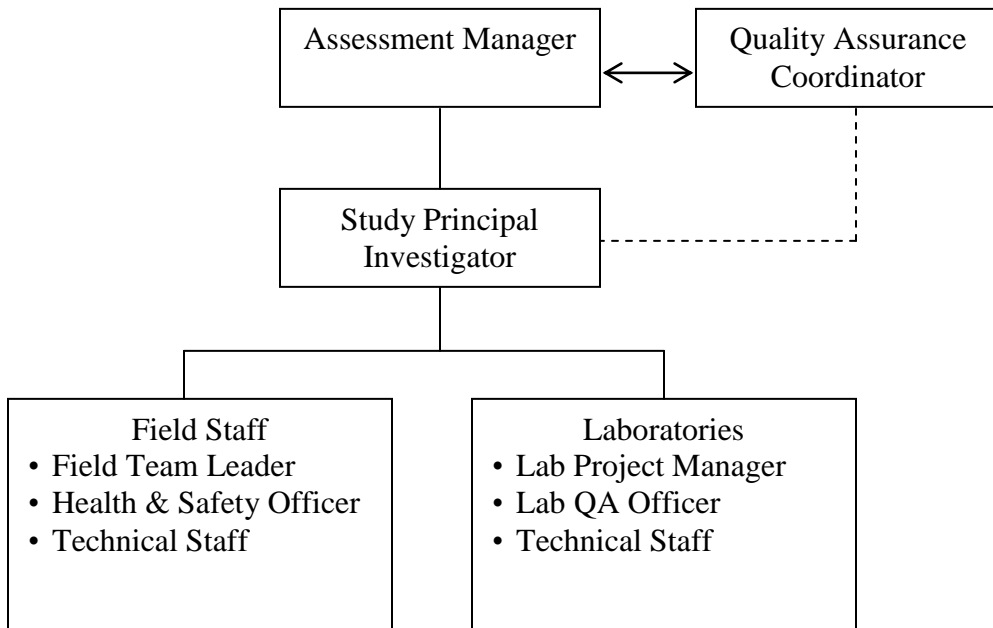 Assessment Manager
Quality Assurance
Coordinator
Study Principal
Investigator
Field Staff
• Field Team Leader
• Health & Safety Officer
• Technical Staff
Laboratories
• Lab Project Manager
• Lab QA Officer
• Technical Staff